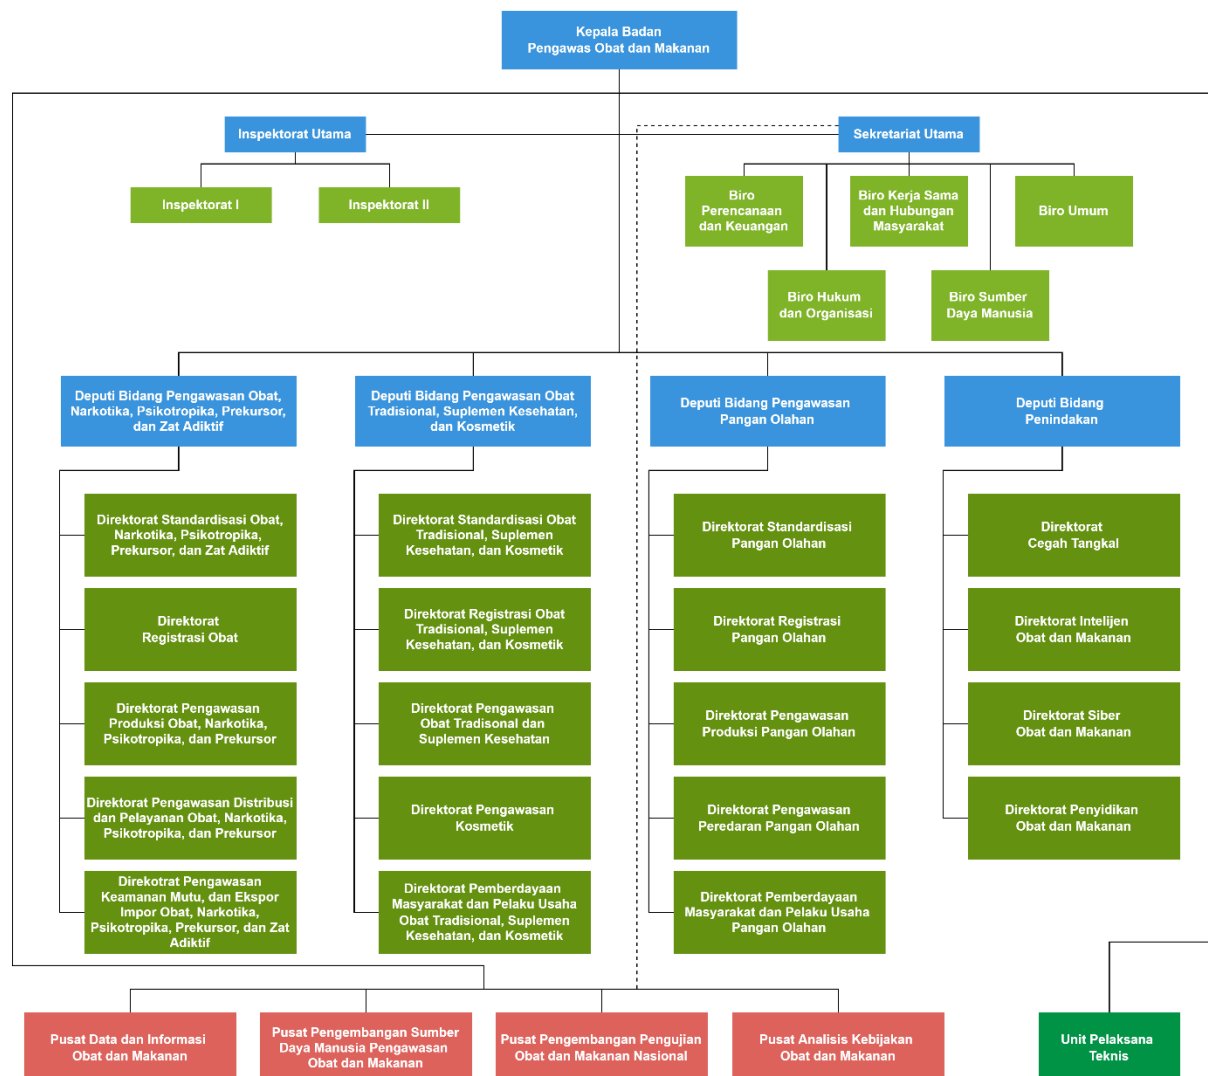 Kepala Badan
Pengawas Obat dan Makanan
Inspektorat Utama
Sekretariat Utama
Inspektorat I
Inspektorat II
Biro
Perencanaan
dan Keuangan
Biro Kerja Sama
dan Hubungan
Masyarakat
Biro Umum
Biro Hukum
dan Organisasi
Biro Sumber
Daya Manusia
Deputi Bidang Pengawasan Obat,
Narkotika, Psikotropika, Prekursor,
dan Zat Adiktif
Deputi Bidang Pengawasan Obat
Tradisional, Suplemen Kesehatan,
dan Kosmetik
Deputi Bidang Pengawasan
Pangan Olahan
Deputi Bidang
Penindakan
Direktorat Standardisasi Obat,
Narkotika, Psikotropika,
Prekursor, dan Zat Adiktif
Direktorat Standardisasi Obat
Tradisional, Suplemen
Kesehatan, dan Kosmetik
Direktorat Standardisasi
Pangan Olahan
Direktorat
Cegah Tangkal
Direktorat
Registrasi Obat
Direktorat Registrasi Obat
Tradisional, Suplemen
Kesehatan, dan Kosmetik
Direktorat Registrasi
Pangan Olahan
Direktorat Intelijen
Obat dan Makanan
Direktorat Pengawasan
Produksi Obat, Narkotika,
Psikotropika, dan Prekursor
Direktorat Pengawasan
Obat Tradisonal dan
Suplemen Kesehatan
Direktorat Pengawasan
Produksi Pangan Olahan
Direktorat Siber
Obat dan Makanan
Direktorat Pengawasan Distribusi
dan Pelayanan Obat, Narkotika,
Psikotropika, dan Prekursor
Direktorat Pengawasan
Kosmetik
Direktorat Pengawasan
Peredaran Pangan Olahan
Direktorat Penyidikan
Obat dan Makanan
Direkotrat Pengawasan
Keamanan Mutu, dan Ekspor
Impor Obat, Narkotika,
Psikotropika, Prekursor, dan Zat
Adiktif
Direktorat Pemberdayaan
Masyarakat dan Pelaku Usaha
Obat Tradisional, Suplemen
Kesehatan, dan Kosmetik
Direktorat Pemberdayaan
Masyarakat dan Pelaku Usaha
Pangan Olahan
Pusat Data dan Informasi
Obat dan Makanan
Pusat Pengembangan Sumber
Daya Manusia Pengawasan
Obat dan Makanan
Pusat Pengembangan Pengujian
Obat dan Makanan Nasional
Pusat Analisis Kebijakan
Obat dan Makanan
Unit Pelaksana
Teknis